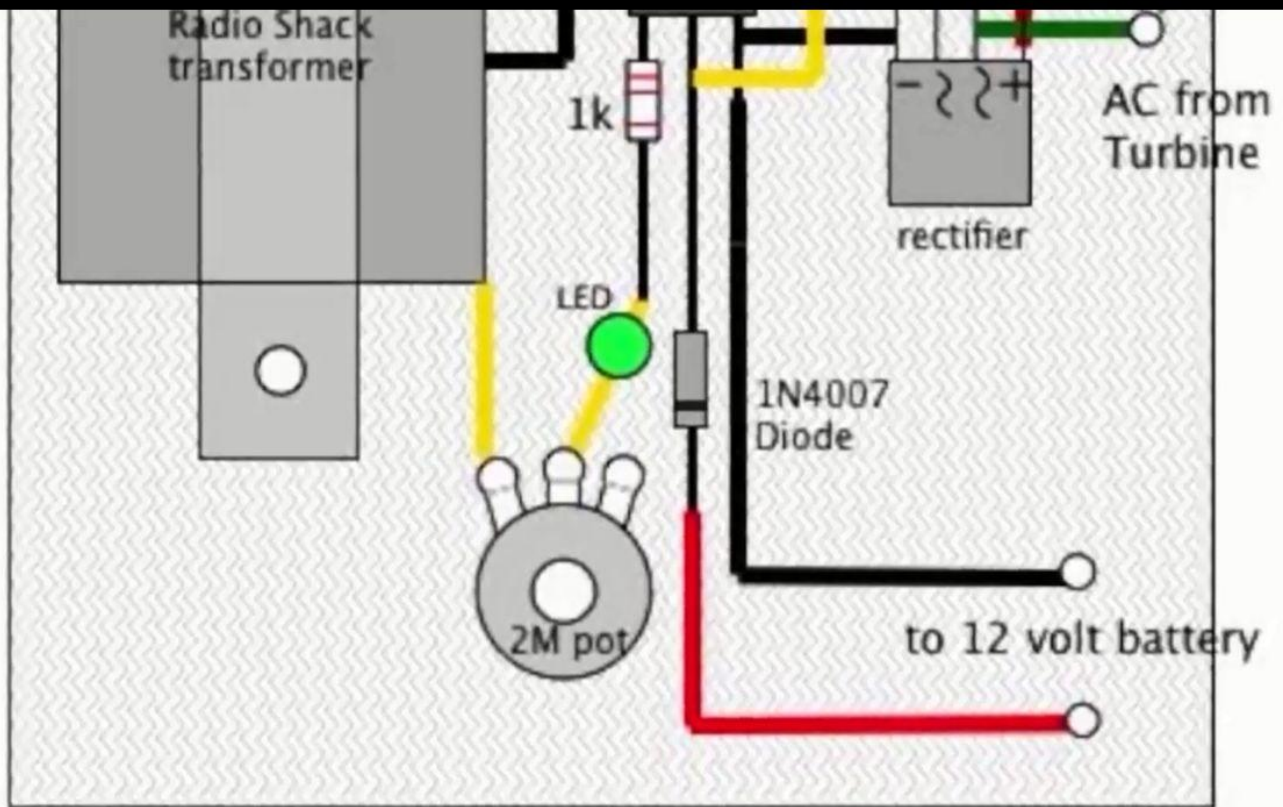 Radio Shack
transformer
1k
AC from
Turbine
rectifier
LED
1N4007
Diode
2M pot
to 12 volt battery